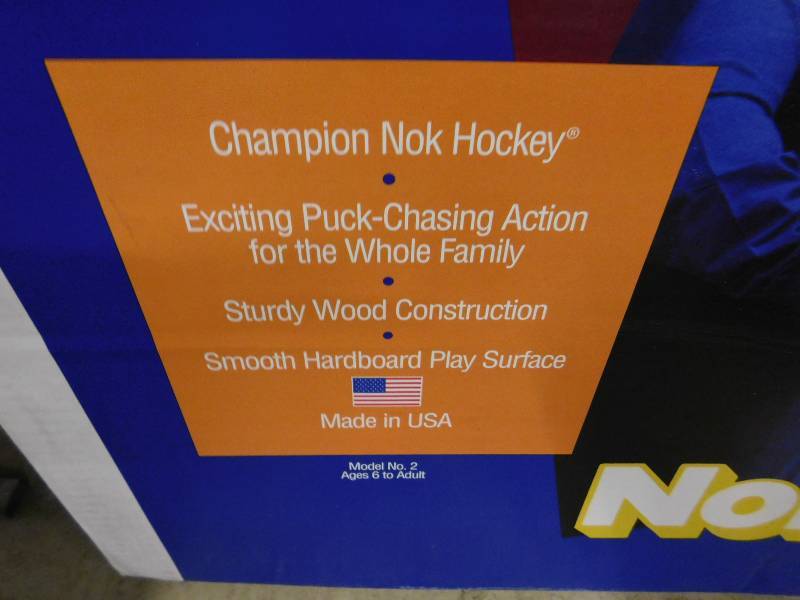 Champion Nok Hockey®
Exciting Puck-Chasing Action
for the Whole Family
Sturdy Wood Construction
Smooth Hardboard Play Surface
Made in USA
Model No. 2
Ages 6 to Adult